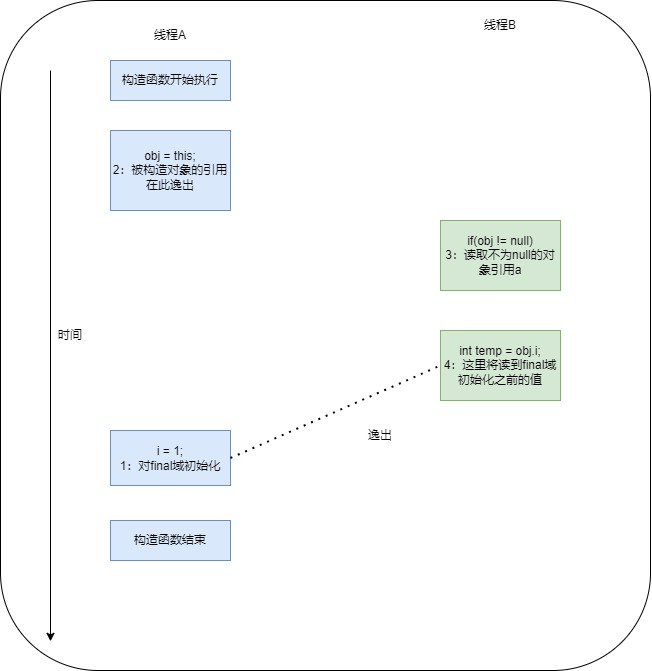 线程A
线程B
构造函数开始执行
obj = this;
2：被构造对象的引用
在此逸出
if(obj != null)
3：读取不为null的对
象引用a
时间
int temp = obj.i;
4：这里将读到final域
初始化之前的值
逸出
i = 1;
1：对final域初始化
构造函数结束